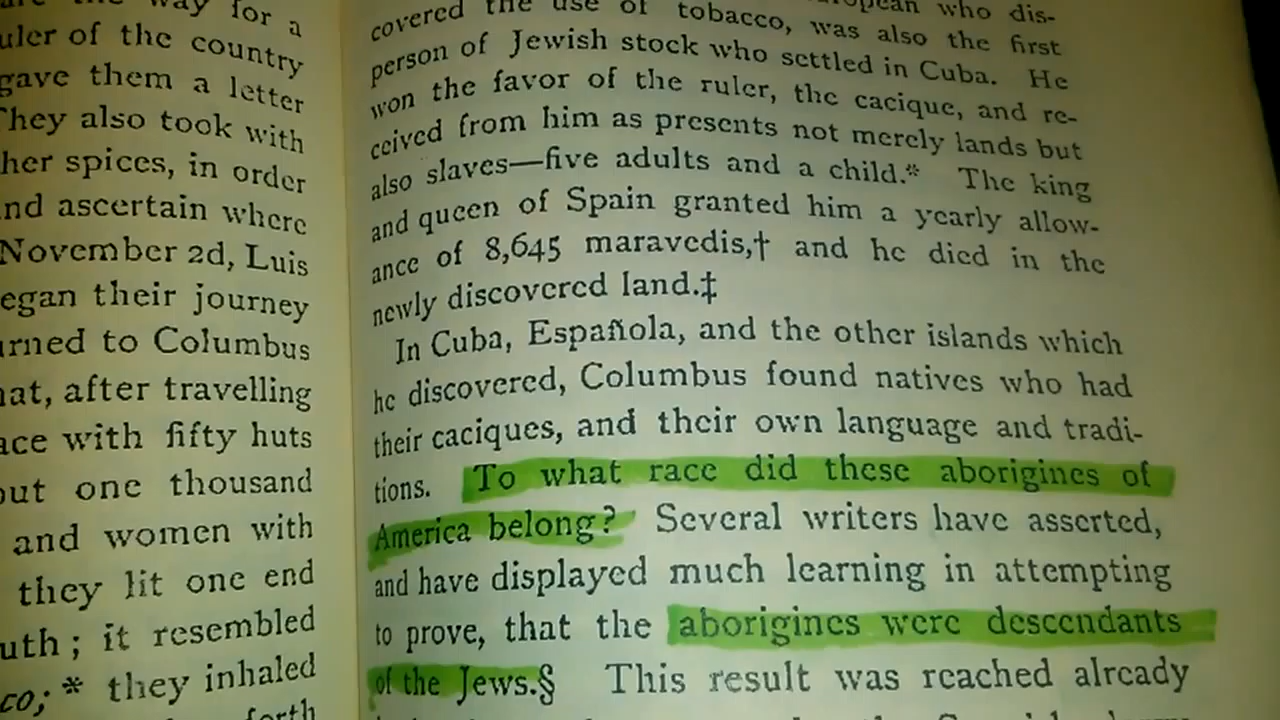 way for a
uler of the country
gave them a letter
They also took with
her spices, in order
nd ascertain where
November 2d, Luis
egan their journey
urned to Columbus
hat, after travelling
ace with fifty huts
out one thousand
and women with
they lit one end
uth; it resembled
co;* they inhaled
forth
covered the use of tobacco, was also the first
person of Jewish stock who settled in Cuba. He
won the favor of the ruler, the cacique, and re-
ceived from him as presents not merely lands but
also slaves—five adults and a child.* The king
and queen of Spain granted him a yearly allow-
ance of 8,645 maravedis,† and he died in the
newly discovered land.‡
In Cuba, Española, and the other islands which
he discovered, Columbus found natives who had
their caciques, and their own language and tradi-
tions. To what race did these aborigines of
America belong? Several writers have asserted,
and have displayed much learning in attempting
to prove, that the aborigines were descendants
of the Jews.§ This result was reached already